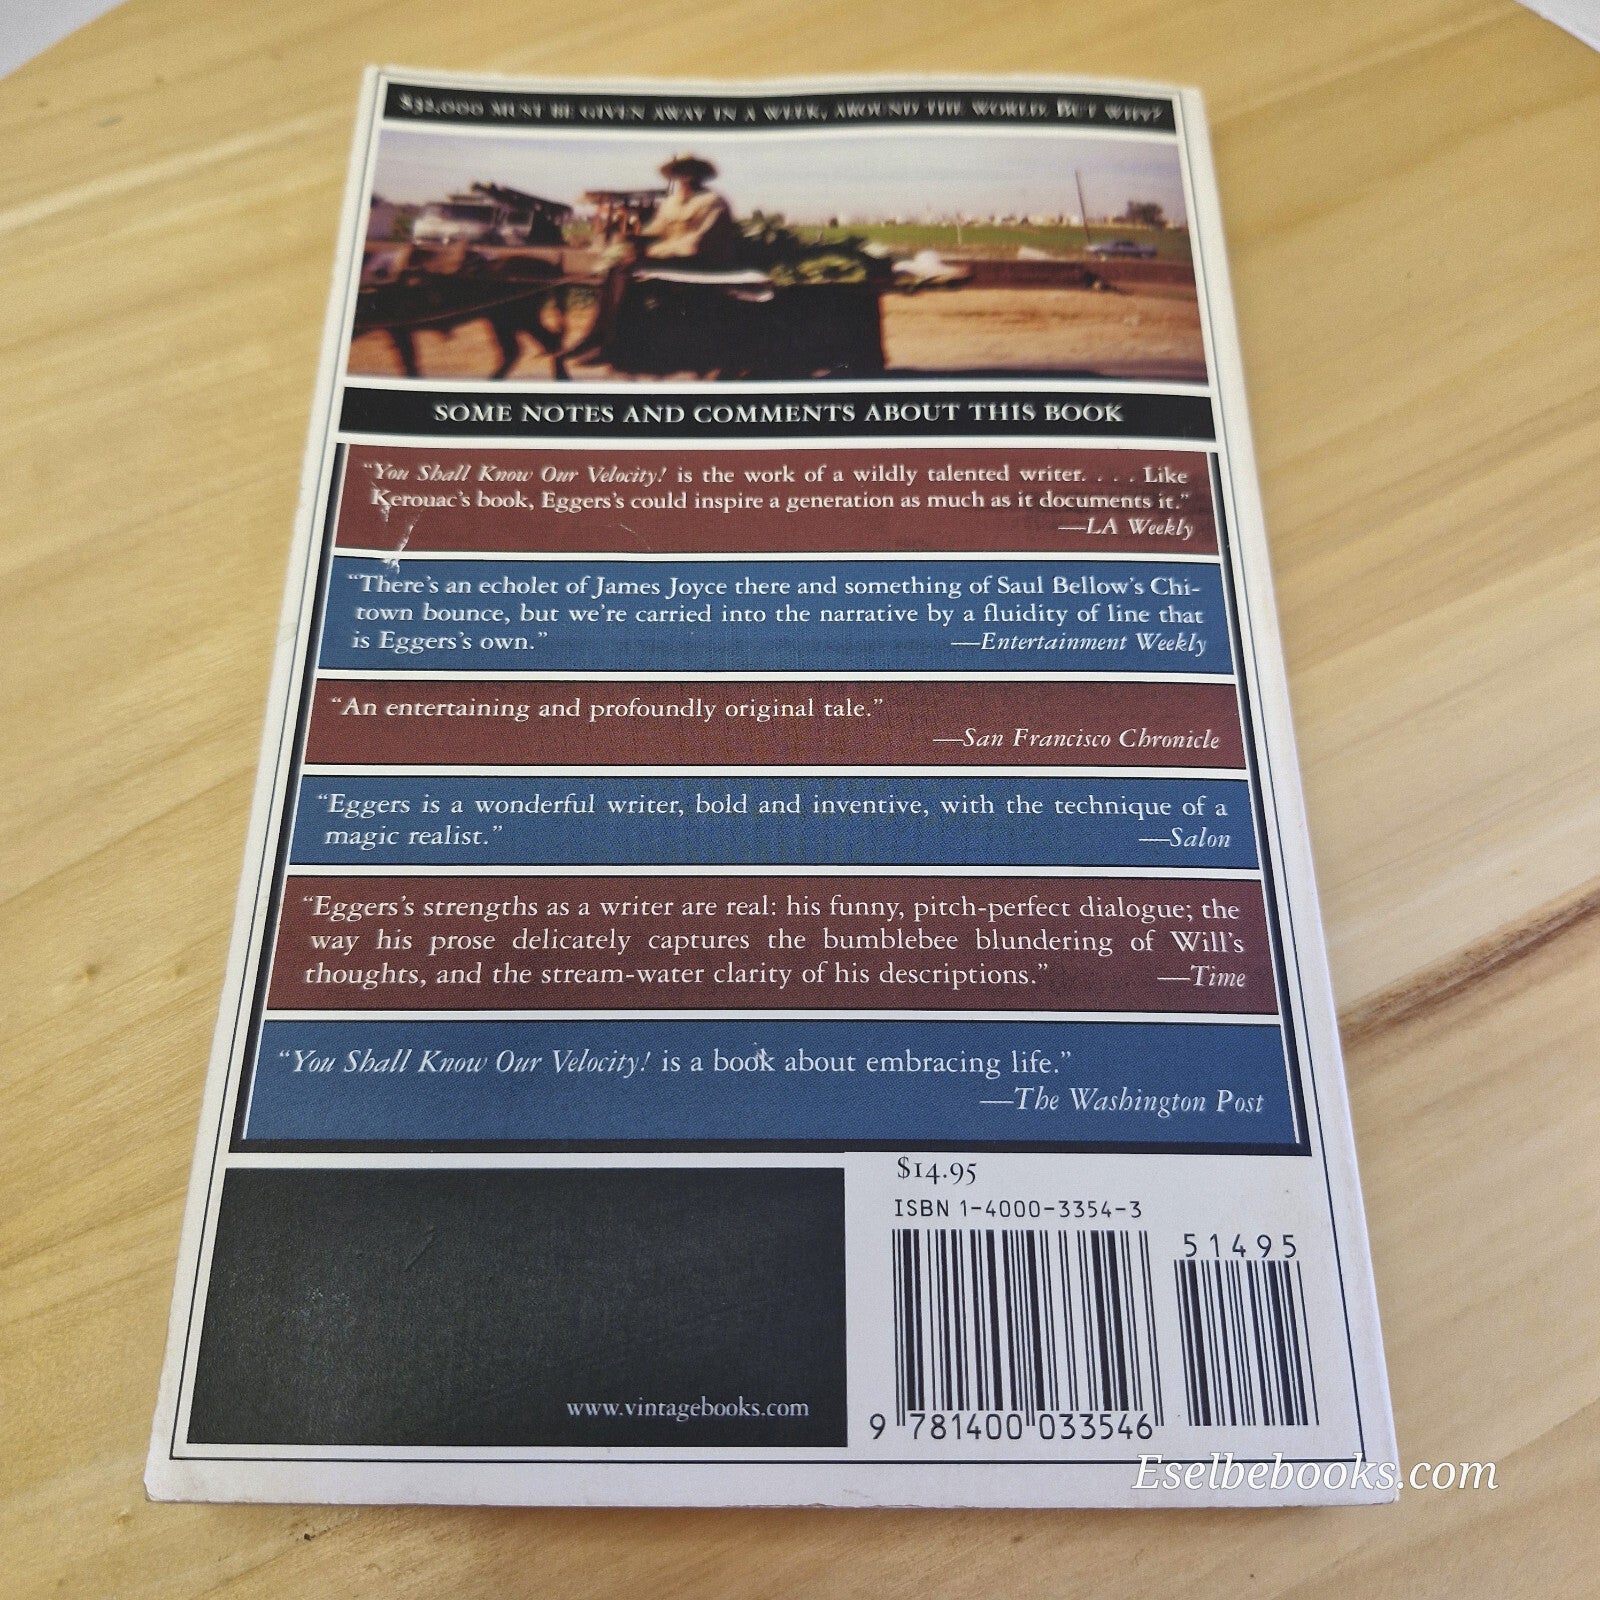 $32,000 MUST BE GIVEN AWAY IN A WEEK, AROUND THE WORLD. BUT WHY?
SOME NOTES AND COMMENTS ABOUT THIS BOOK
“You Shall Know Our Velocity! is the work of a wildly talented writer. . . . Like
Kerouac’s book, Eggers’s could inspire a generation as much as it documents it.”
—LA Weekly
“There’s an echolet of James Joyce there and something of Saul Bellow’s Chi-
town bounce, but we’re carried into the narrative by a fluidity of line that
is Eggers’s own.” —Entertainment Weekly
“An entertaining and profoundly original tale.”
—San Francisco Chronicle
“Eggers is a wonderful writer, bold and inventive, with the technique of a
magic realist.” —Salon
“Eggers’s strengths as a writer are real: his funny, pitch-perfect dialogue; the
way his prose delicately captures the bumblebee blundering of Will’s
thoughts, and the stream-water clarity of his descriptions.” —Time
“You Shall Know Our Velocity! is a book about embracing life.”
—The Washington Post
$14.95
ISBN 1-4000-3354-3
51495
9 781400 033546
www.vintagebooks.com
Eselbebooks.com